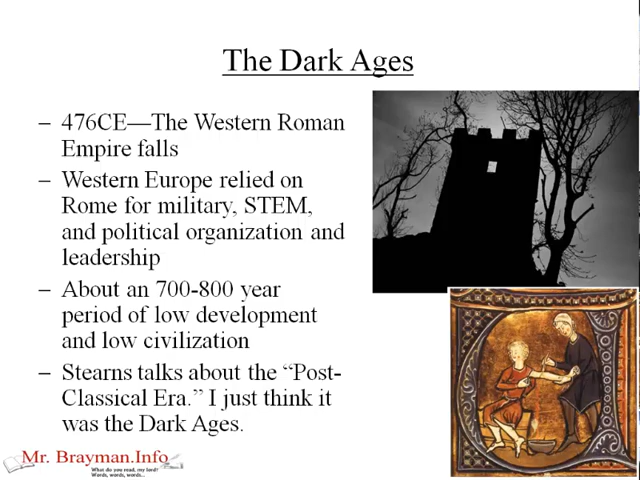 The Dark Ages
– 476CE—The Western Roman
Empire falls
– Western Europe relied on
Rome for military, STEM,
and political organization and
leadership
– About an 700-800 year
period of low development
and low civilization
– Stearns talks about the “Post-
Classical Era.” I just think it
was the Dark Ages.
Mr. Brayman.Info
What do you read, my lord?
Words, words, words...